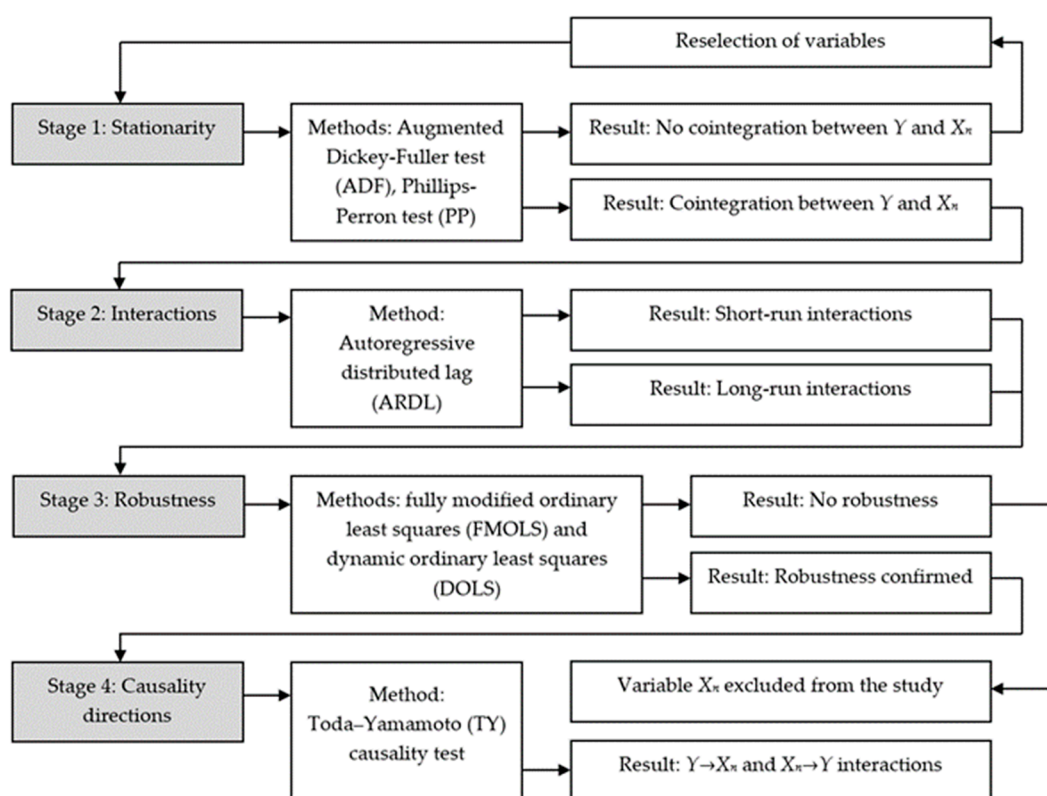 Reselection of variables
Stage 1: Stationarity
Methods: Augmented
Dickey-Fuller test
(ADF), Phillips-
Perron test (PP)
Result: No cointegration between Y and Xₙ
Result: Cointegration between Y and Xₙ
Stage 2: Interactions
Method:
Autoregressive
distributed lag
(ARDL)
Result: Short-run interactions
Result: Long-run interactions
Stage 3: Robustness
Methods: fully modified ordinary
least squares (FMOLS) and
dynamic ordinary least squares
(DOLS)
Result: No robustness
Result: Robustness confirmed
Stage 4: Causality
directions
Method:
Toda–Yamamoto (TY)
causality test
Variable Xₙ excluded from the study
Result: Y→Xₙ and Xₙ→Y interactions